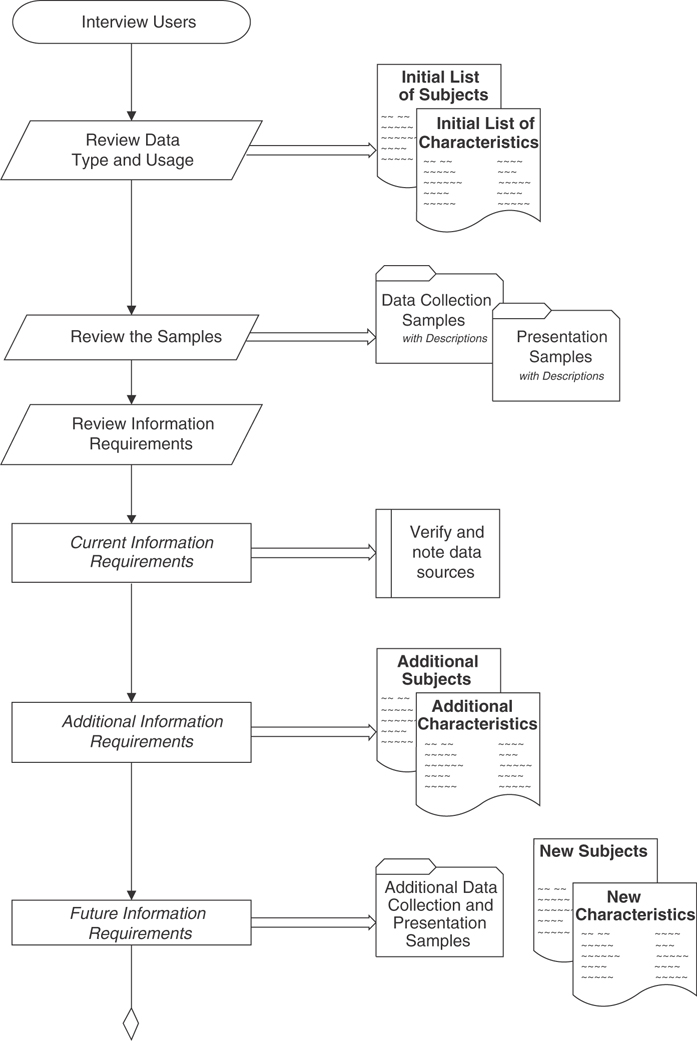 Interview Users
Review Data
Type and Usage
Initial List
of Subjects
Initial List of
Characteristics
Review the Samples
Data Collection
Samples
with Descriptions
Presentation
Samples
with Descriptions
Review Information
Requirements
Current Information
Requirements
Verify and
note data
sources
Additional Information
Requirements
Additional
Subjects
Additional
Characteristics
Future Information
Requirements
Additional Data
Collection and
Presentation
Samples
New Subjects
New
Characteristics